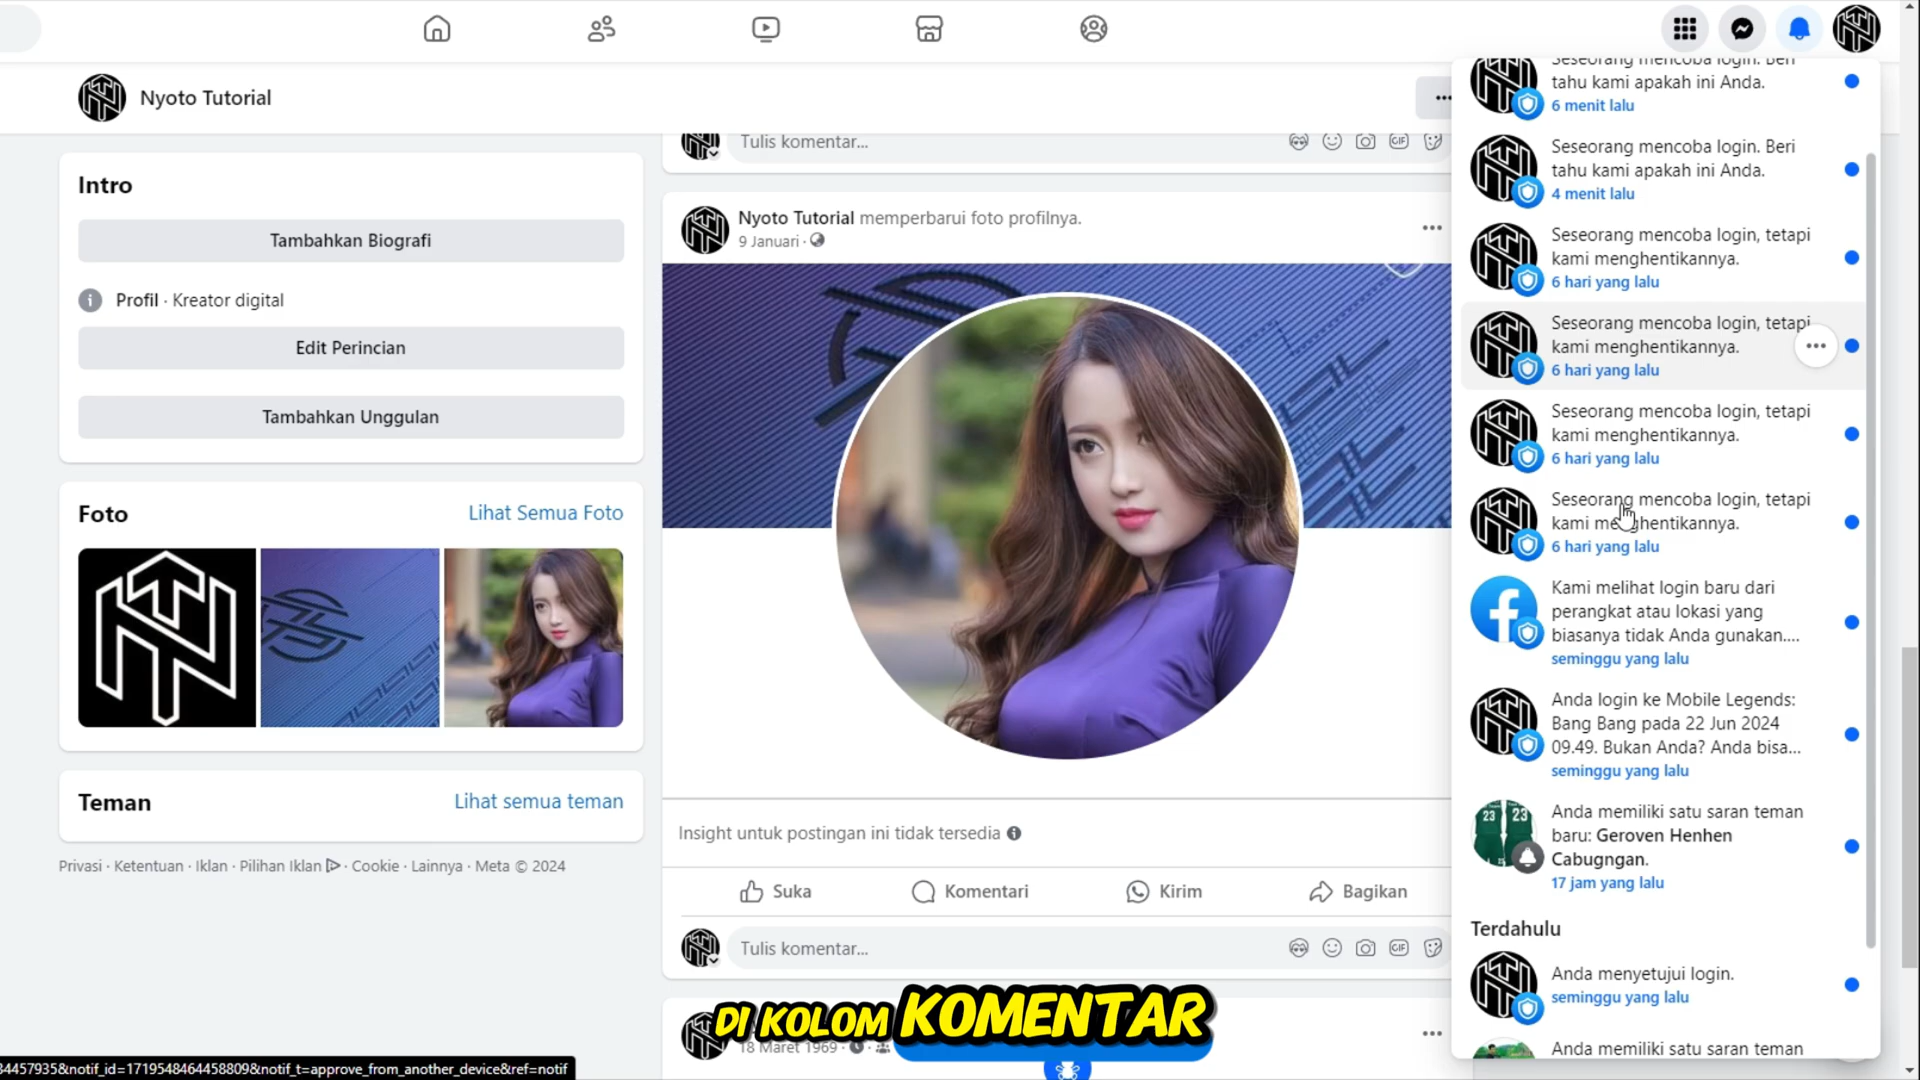 Nyoto Tutorial
Intro
Tambahkan Biografi
Profil · Kreator digital
Edit Perincian
Tambahkan Unggulan
Foto
Lihat Semua Foto
Teman
Lihat semua teman
Privasi · Ketentuan · Iklan · Pilihan Iklan · Cookie · Lainnya · Meta © 2024
Tulis komentar...
GIF
Nyoto Tutorial memperbarui foto profilnya.
9 Januari ·
Insight untuk postingan ini tidak tersedia
Suka
Komentari
Kirim
Bagikan
Tulis komentar...
GIF
DI KOLOM KOMENTAR
18 Maret 1969 ·
Seseorang mencoba login. Beri
tahu kami apakah ini Anda.
6 menit lalu
Seseorang mencoba login. Beri
tahu kami apakah ini Anda.
4 menit lalu
Seseorang mencoba login, tetapi
kami menghentikannya.
6 hari yang lalu
Seseorang mencoba login, tetapi
kami menghentikannya.
6 hari yang lalu
Seseorang mencoba login, tetapi
kami menghentikannya.
6 hari yang lalu
Seseorang mencoba login, tetapi
kami menghentikannya.
6 hari yang lalu
Kami melihat login baru dari
perangkat atau lokasi yang
biasanya tidak Anda gunakan....
seminggu yang lalu
Anda login ke Mobile Legends:
Bang Bang pada 22 Jun 2024
09.49. Bukan Anda? Anda bisa...
seminggu yang lalu
23 23
Anda memiliki satu saran teman
baru: Geroven Henhen
Cabugngan.
17 jam yang lalu
Terdahulu
Anda menyetujui login.
seminggu yang lalu
Anda memiliki satu saran teman
34457935&notif_id=1719548464458809&notif_t=approve_from_another_device&ref=notif